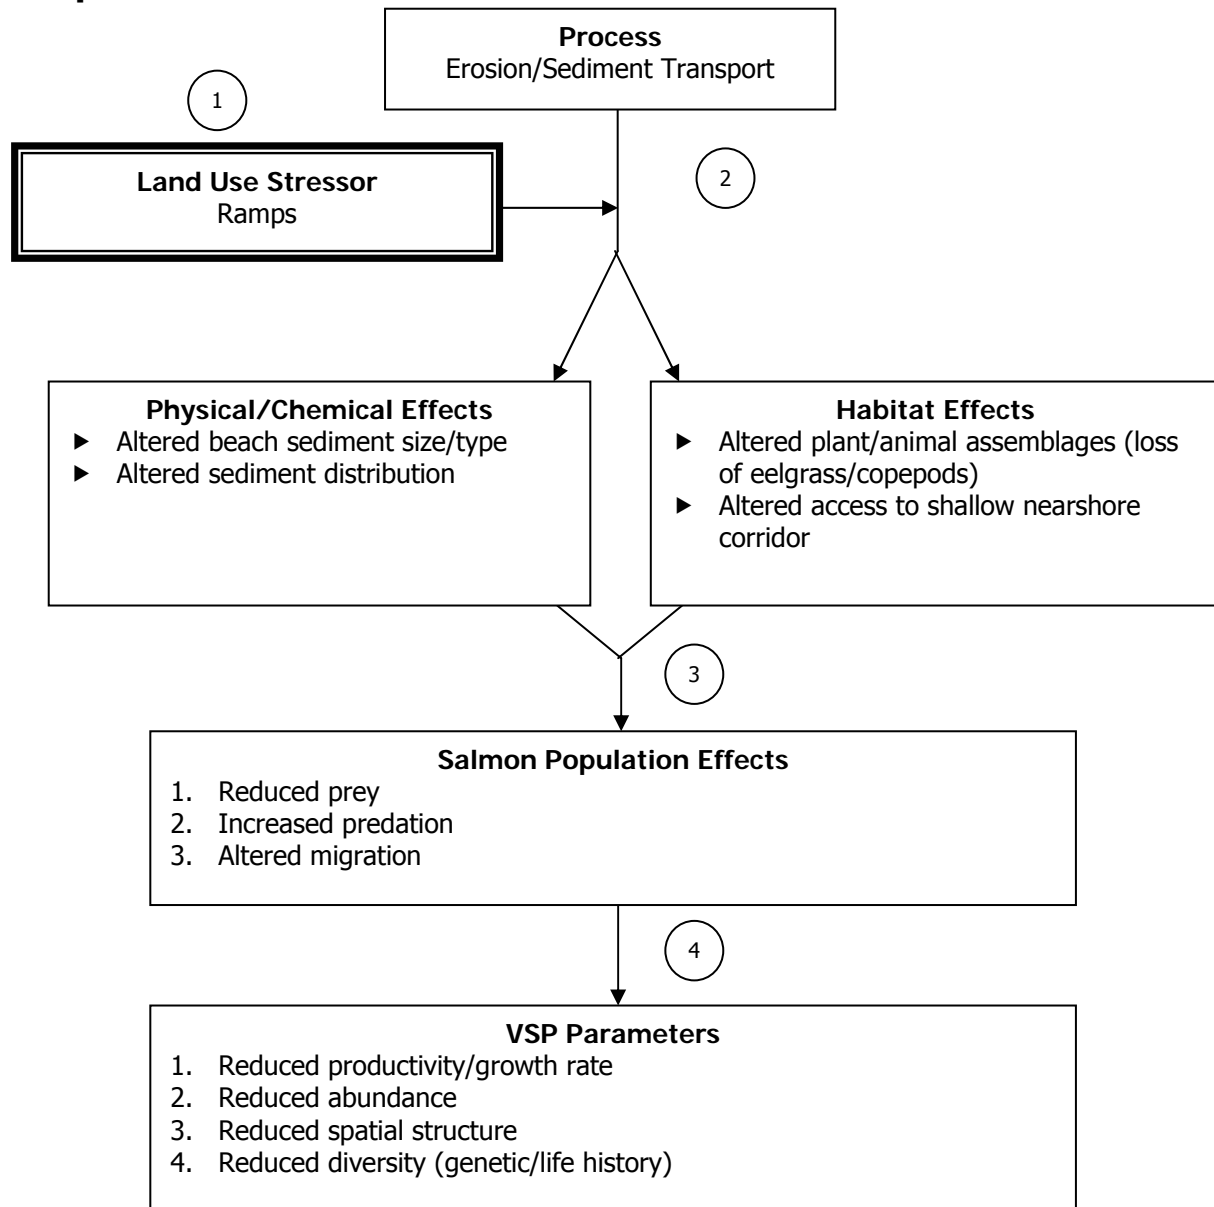 Process
Erosion/Sediment Transport
1
Land Use Stressor
Ramps
2
Physical/Chemical Effects
► Altered beach sediment size/type
► Altered sediment distribution
Habitat Effects
► Altered plant/animal assemblages (loss
of eelgrass/copepods)
► Altered access to shallow nearshore
corridor
3
Salmon Population Effects
1. Reduced prey
2. Increased predation
3. Altered migration
4
VSP Parameters
1. Reduced productivity/growth rate
2. Reduced abundance
3. Reduced spatial structure
4. Reduced diversity (genetic/life history)